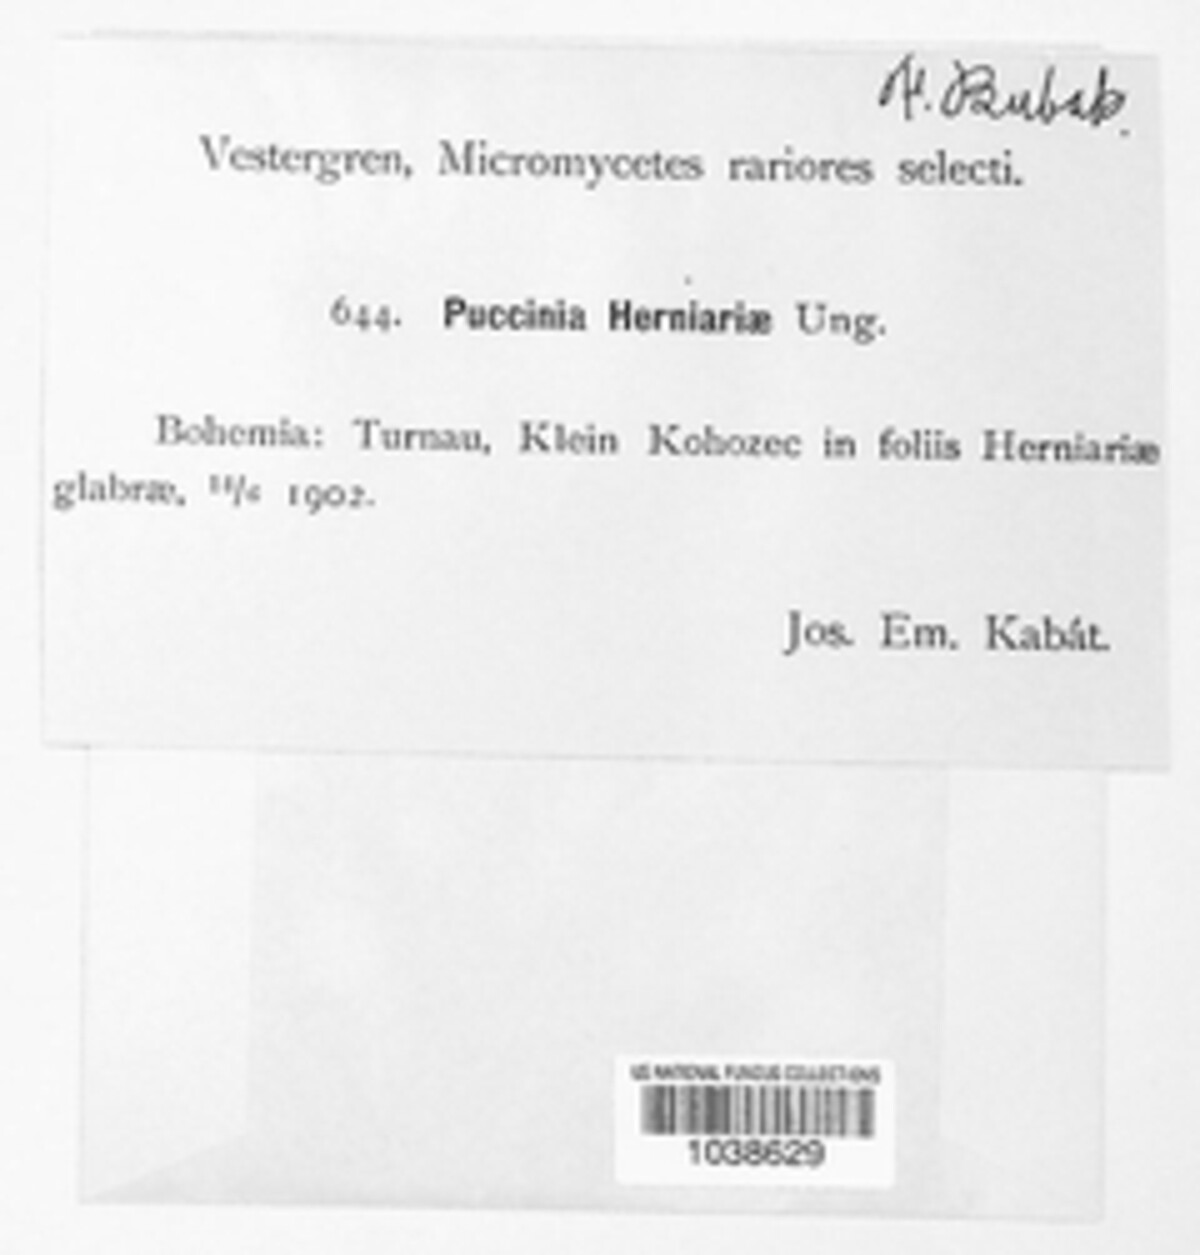 Bubak.
Vestergren, Micromycetes rariores selecti.
644. Puccinia Herniariæ Ung.
Bohemia: Turnau, Klein Kohozec in foliis Herniariæ
glabræ, 1902.
Jos. Em. Kabát.
US NATIONAL FUNGUS COLLECTIONS
1038629